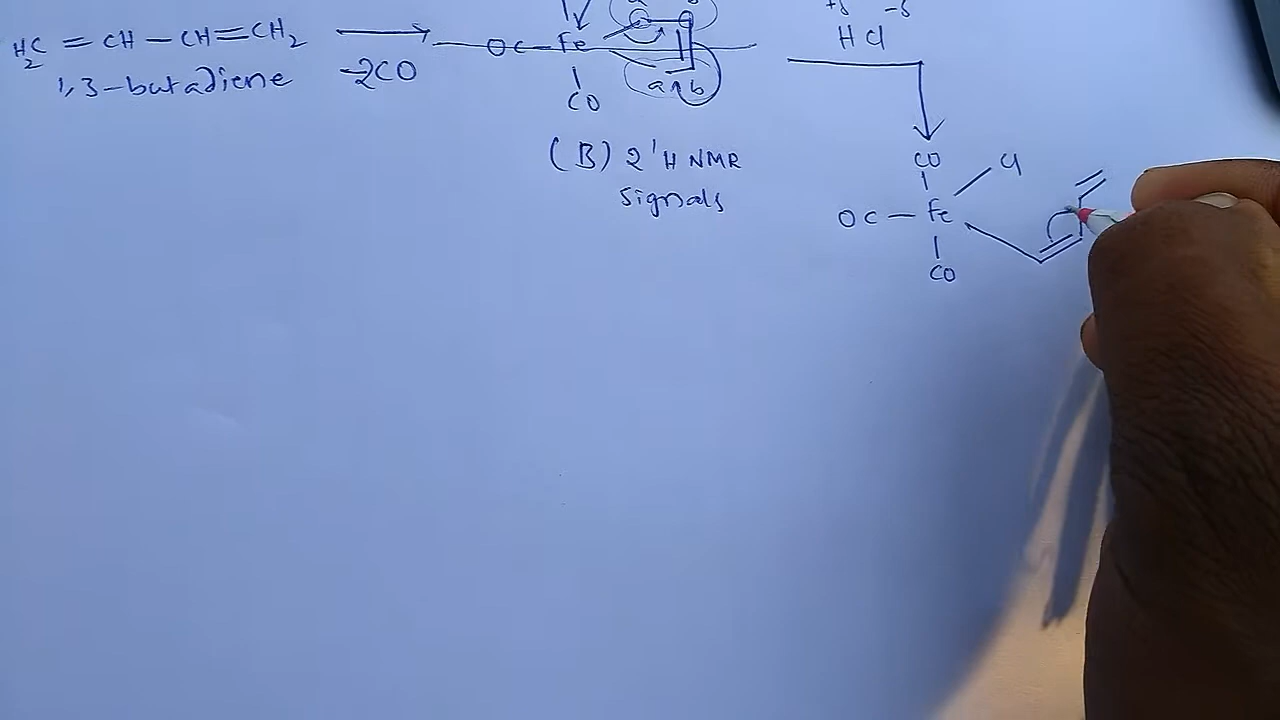 H2C = CH – CH = CH2
1,3-butadiene
-2CO
OC – Fe
CO
a b
(B) 2 1H NMR
signals
+δ -δ
H Cl
CO
Cl
OC – Fe
CO